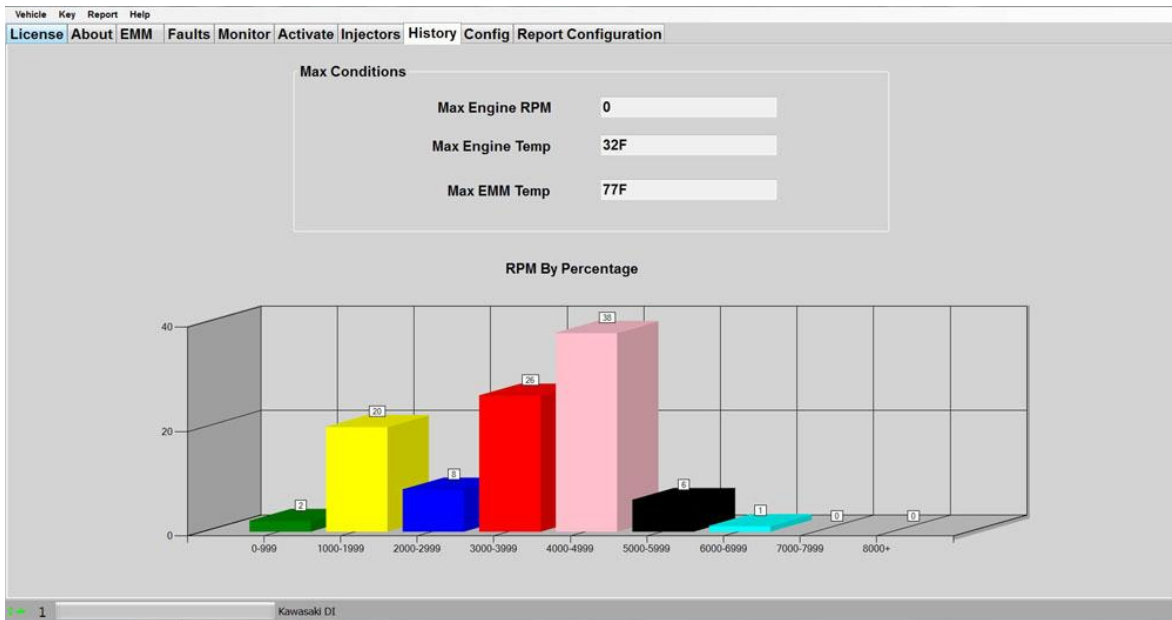 Vehicle Key Report Help
License About EMM Faults Monitor Activate Injectors History Config Report Configuration
Max Conditions
Max Engine RPM 0
Max Engine Temp 32F
Max EMM Temp 77F
RPM By Percentage
40
20
0
2
20
8
26
38
6
1
0
0
0-999 1000-1999 2000-2999 3000-3999 4000-4999 5000-5999 6000-6999 7000-7999 8000+
1 Kawasaki DI